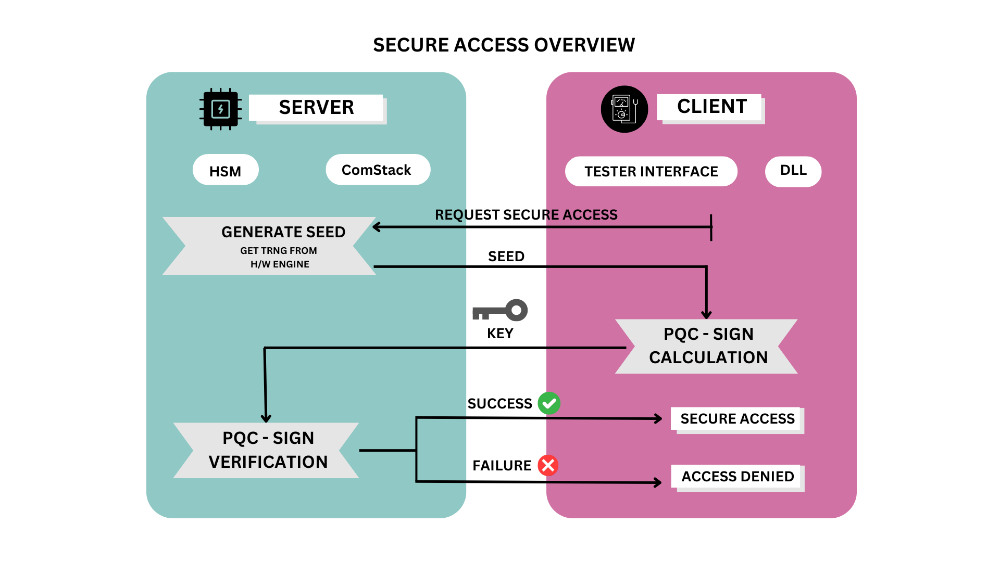 SECURE ACCESS OVERVIEW
SERVER
CLIENT
HSM
ComStack
TESTER INTERFACE
DLL
REQUEST SECURE ACCESS
GENERATE SEED
GET TRNG FROM
H/W ENGINE
SEED
KEY
PQC - SIGN
CALCULATION
SUCCESS
SECURE ACCESS
PQC - SIGN
VERIFICATION
FAILURE
ACCESS DENIED